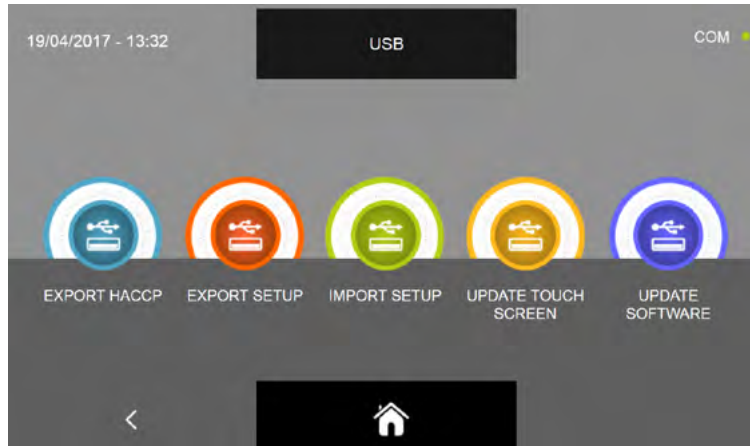 19/04/2017 - 13:32
USB
COM
EXPORT HACCP
EXPORT SETUP
IMPORT SETUP
UPDATE TOUCH
SCREEN
UPDATE
SOFTWARE